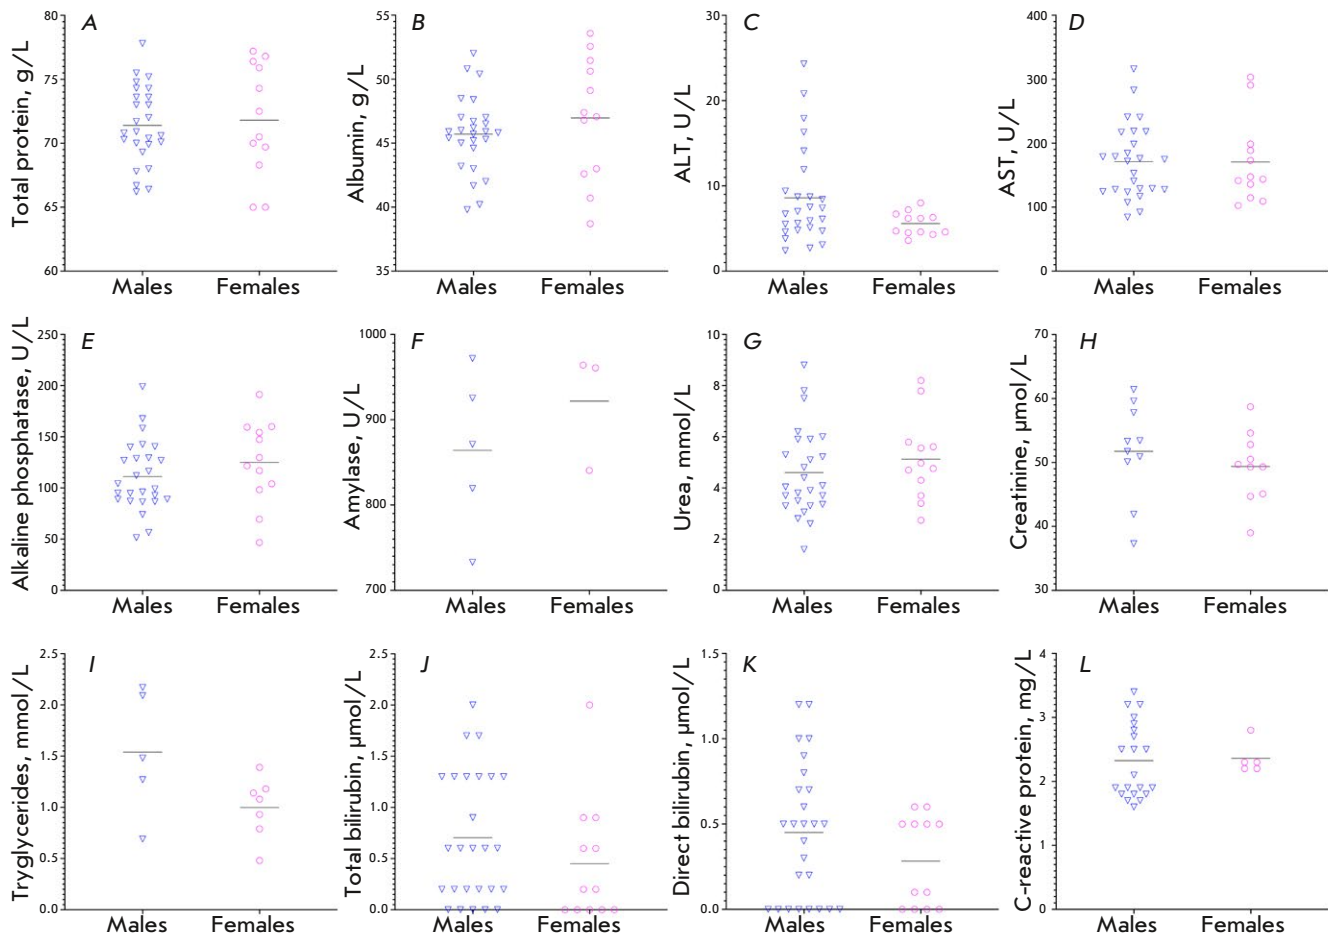 A
Total protein, g/L
80
75
70
65
60
Males Females
B
Albumin, g/L
55
50
45
40
35
Males Females
C
ALT, U/L
30
20
10
0
Males Females
D
AST, U/L
400
300
200
100
0
Males Females
E
Alkaline phosphatase, U/L
250
200
150
100
50
0
Males Females
F
Amylase, U/L
1000
900
800
700
Males Females
G
Urea, mmol/L
10
8
6
4
2
0
Males Females
H
Creatinine, μmol/L
70
60
50
40
30
Males Females
I
Tryglycerides, mmol/L
2.5
2.0
1.5
1.0
0.5
0.0
Males Females
J
Total bilirubin, μmol/L
2.5
2.0
1.5
1.0
0.5
0.0
Males Females
K
Direct bilirubin, μmol/L
1.5
1.0
0.5
0.0
Males Females
L
C-reactive protein, mg/L
4
3
2
1
0
Males Females